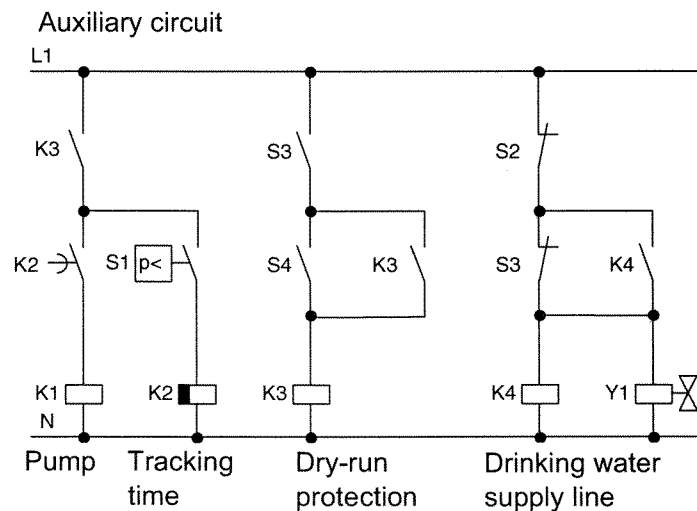 Auxiliary circuit
L1
K3
S3
S2
K2
S1 p<
S4
K3
S3
K4
K1
K2
K3
K4
Y1
N
Pump
Tracking
time
Dry-run
protection
Drinking water
supply line